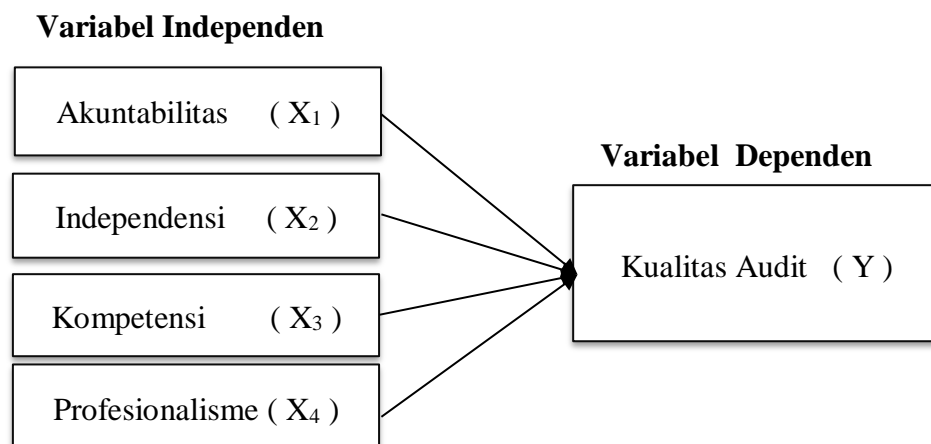 Variabel Independen
Akuntabilitas ( X1 )
Independensi ( X2 )
Kompetensi ( X3 )
Profesionalisme ( X4 )
Variabel Dependen
Kualitas Audit ( Y )